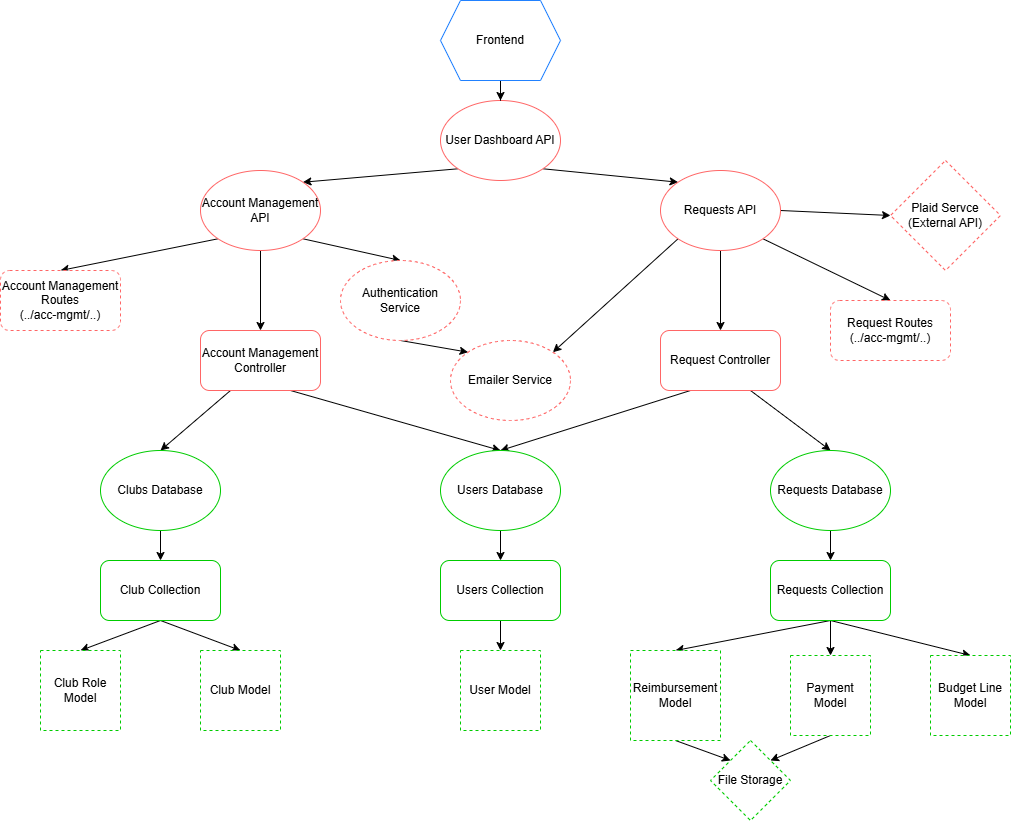 Frontend
User Dashboard API
Account Management
API
Requests API
Plaid Servce
(External API)
Account Management
Routes
(../acc-mgmt/..)
Authentication
Service
Request Routes
(../acc-mgmt/..)
Account Management
Controller
Emailer Service
Request Controller
Clubs Database
Users Database
Requests Database
Club Collection
Users Collection
Requests Collection
Club Role
Model
Club Model
User Model
Reimbursement
Model
Payment
Model
Budget Line
Model
File Storage